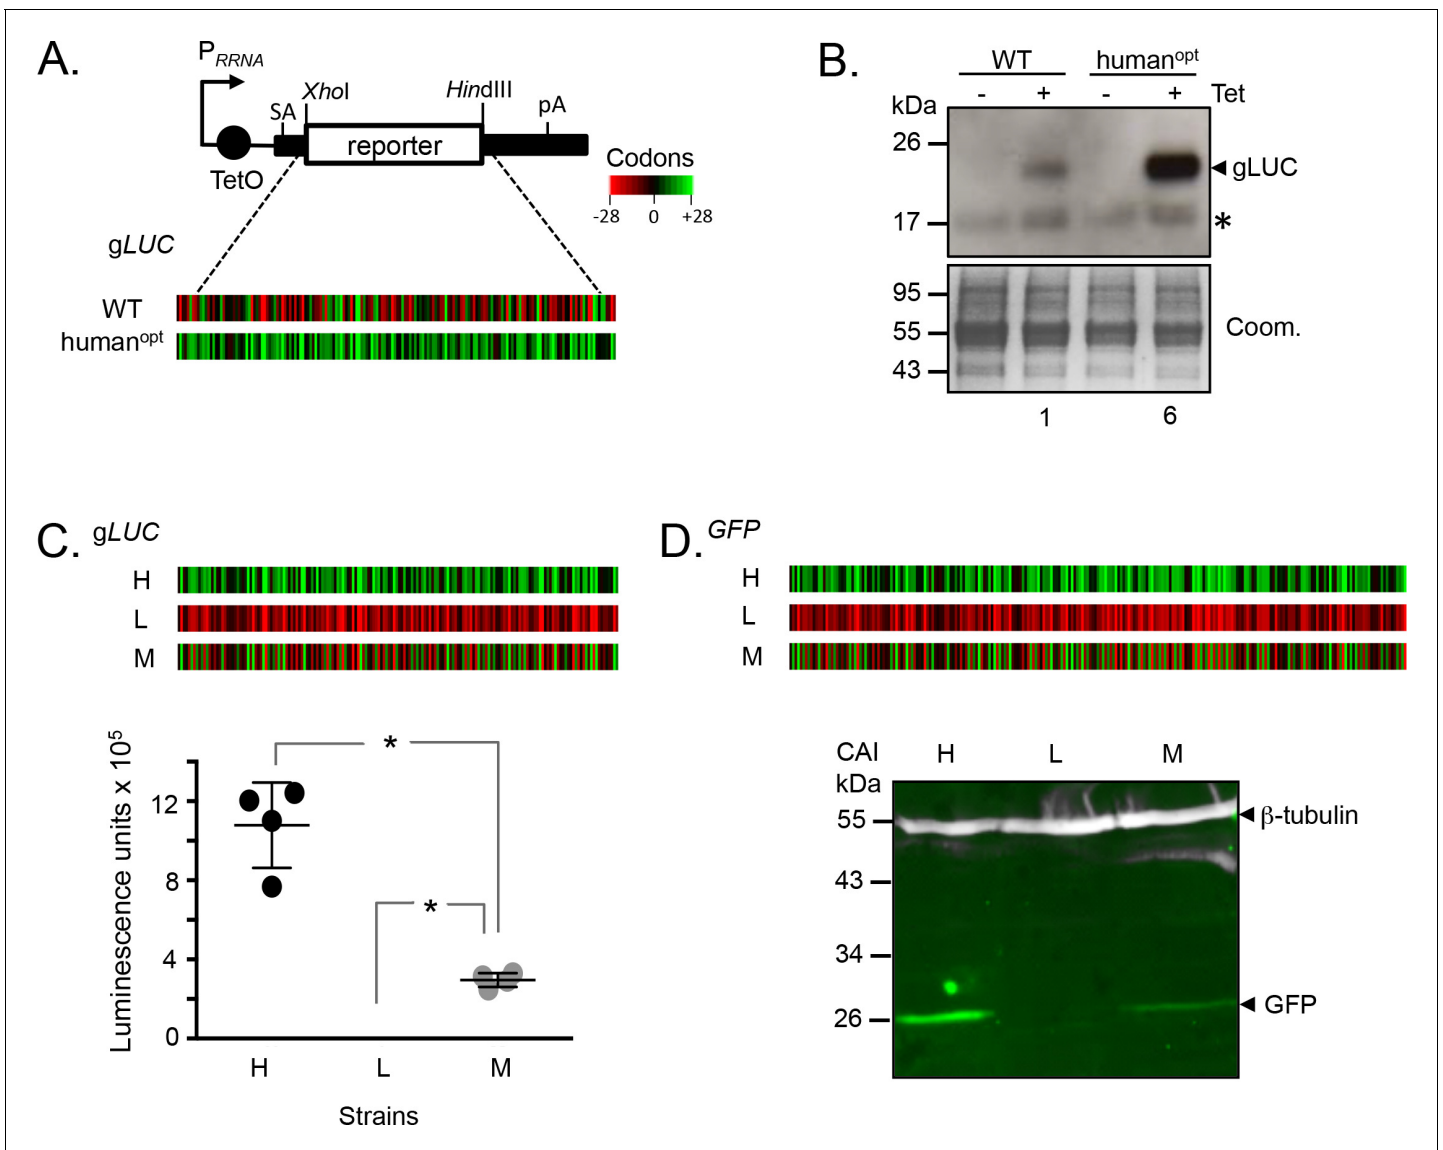 A.
P_RRNA
XhoI
HindIII
SA
pA
reporter
TetO
Codons
-28 0 +28
gLUC
WT
human^opt
B.
WT human^opt
- + - + Tet
kDa
26
gLUC
17
*
95
55
Coom.
43
1 6
C. gLUC
H
L
M
Luminescence units x 10^5
12
8
4
0
*
*
H L M
Strains
D. GFP
H
L
M
CAI H L M
kDa
55
β-tubulin
43
34
GFP
26